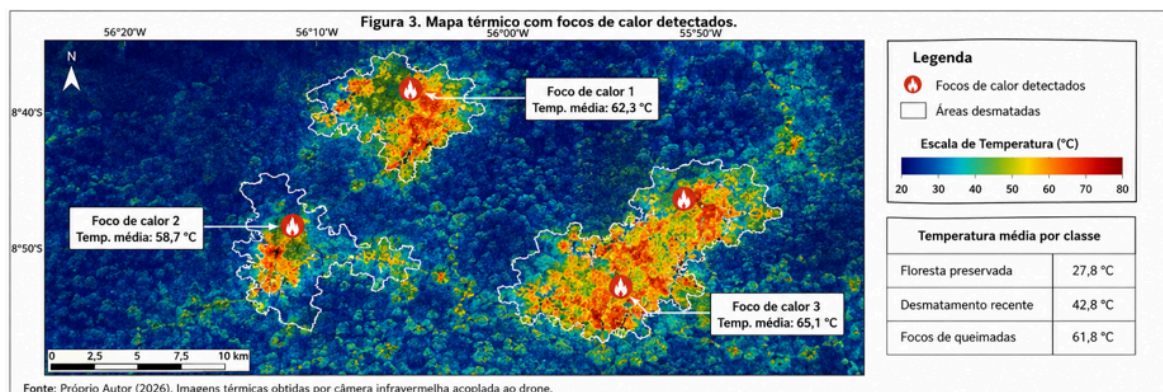 Figura 3. Mapa térmico com focos de calor detectados.
56°20'W
56°10'W
56°00'W
55°50'W
8°40'S
8°50'S
N
Foco de calor 1
Temp. média: 62,3 °C
Foco de calor 2
Temp. média: 58,7 °C
Foco de calor 3
Temp. média: 65,1 °C
0 2,5 5 7,5 10 km
Legenda
Focos de calor detectados
Áreas desmatadas
Escala de Temperatura (°C)
20 30 40 50 60 70 80
Temperatura média por classe
Floresta preservada 27,8 °C
Desmatamento recente 42,8 °C
Focos de queimadas 61,8 °C
Fonte: Próprio Autor (2026). Imagens térmicas obtidas por câmera infravermelha acoplada ao drone.